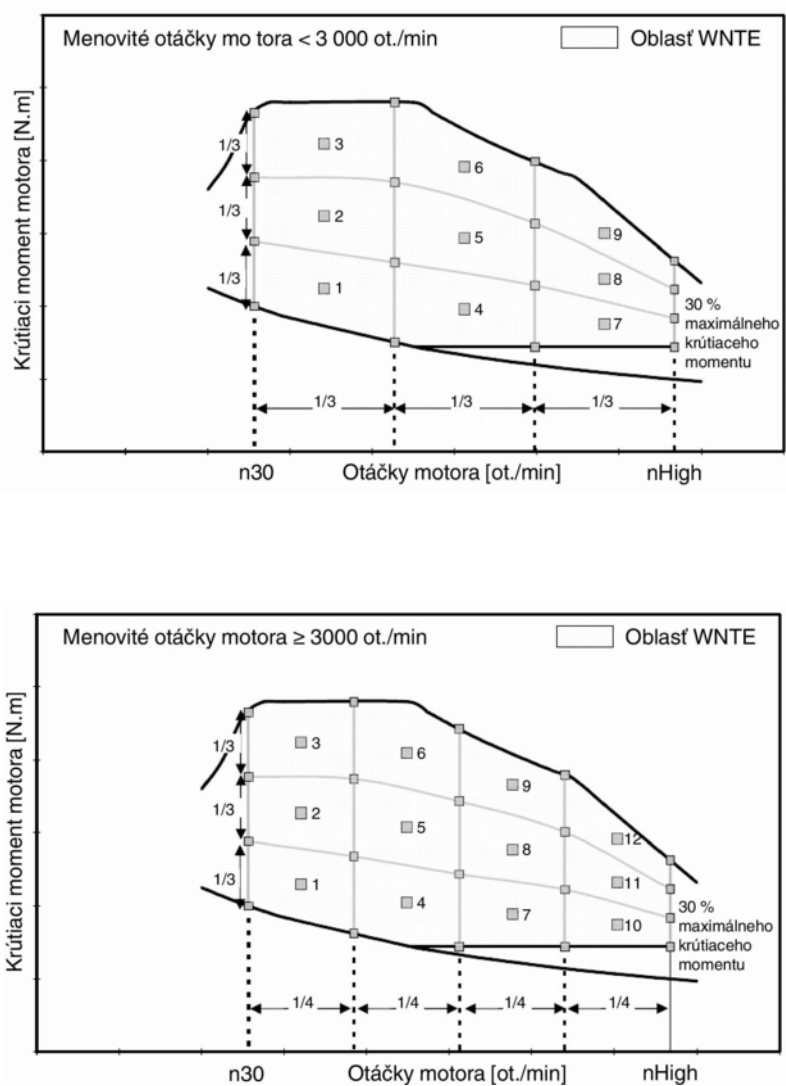 Menovité otáčky mo tora < 3 000 ot./min
Oblasť WNTE
Krútiaci moment motora [N.m]
1/3
1/3
1/3
3
6
2
9
5
8
1
4
7
30 %
maximálneho
krútiaceho
momentu
1/3
1/3
1/3
n30
Otáčky motora [ot./min]
nHigh
Menovité otáčky motora ≥ 3000 ot./min
Oblasť WNTE
Krútiaci moment motora [N.m]
1/3
1/3
1/3
3
6
9
2
5
12
8
1
11
4
7
10
30 %
maximálneho
krútiaceho
momentu
1/4
1/4
1/4
1/4
n30
Otáčky motora [ot./min]
nHigh